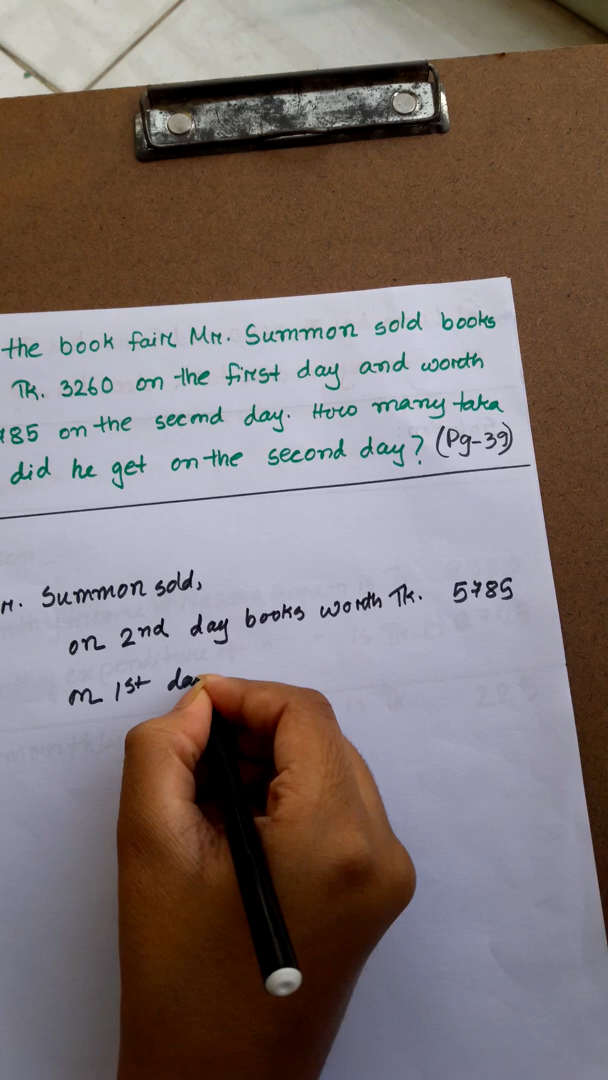 the book fair Mr. Summon sold books
Tk. 3260 on the first day and worth
785 on the second day. How many taka
did he get on the second day? (Pg-39)
r. Summon sold,
on 2nd day books worth Tk. 5785
on 1st da